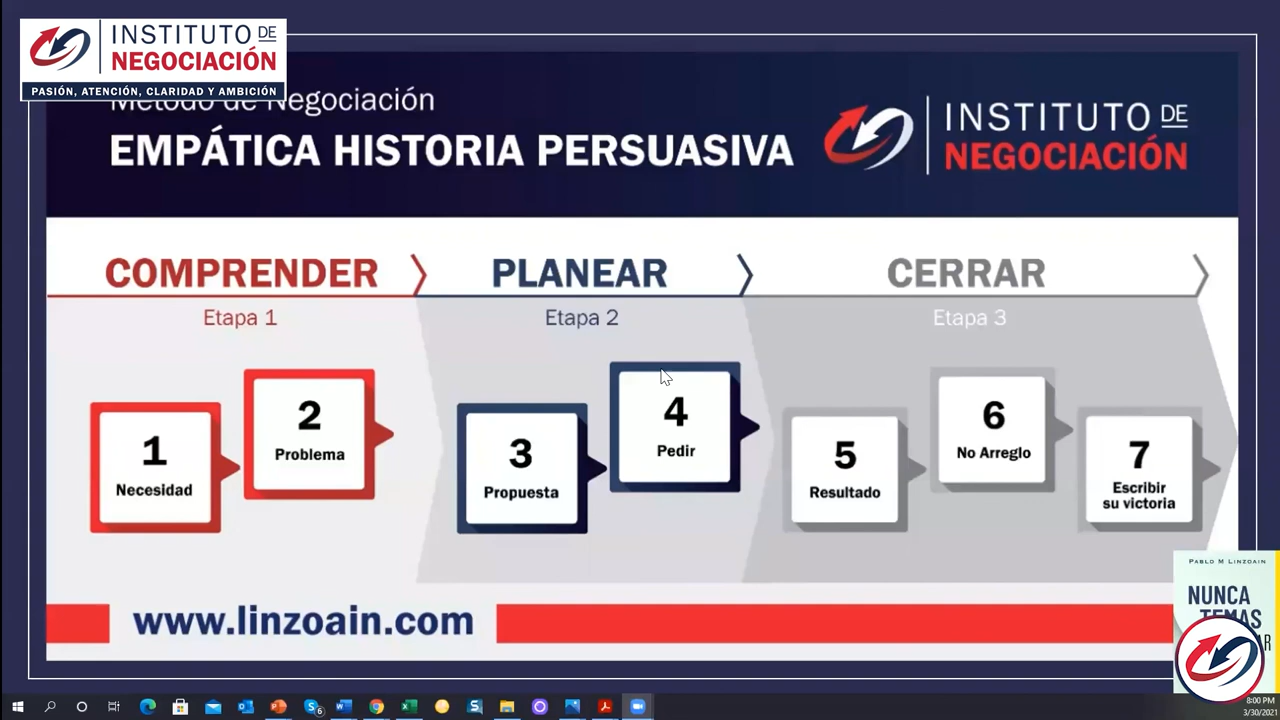 INSTITUTO DE
NEGOCIACIÓN
PASIÓN, ATENCIÓN, CLARIDAD Y AMBICIÓN
Método de Negociación
EMPÁTICA HISTORIA PERSUASIVA
INSTITUTO DE
NEGOCIACIÓN
COMPRENDER
PLANEAR
CERRAR
Etapa 1
Etapa 2
Etapa 3
1
Necesidad
2
Problema
3
Propuesta
4
Pedir
5
Resultado
6
No Arreglo
7
Escribir
su victoria
www.linzoain.com
PABLO M LINZOAIN
NUNCA
TEMAS
6
8:00 PM
3/30/2021